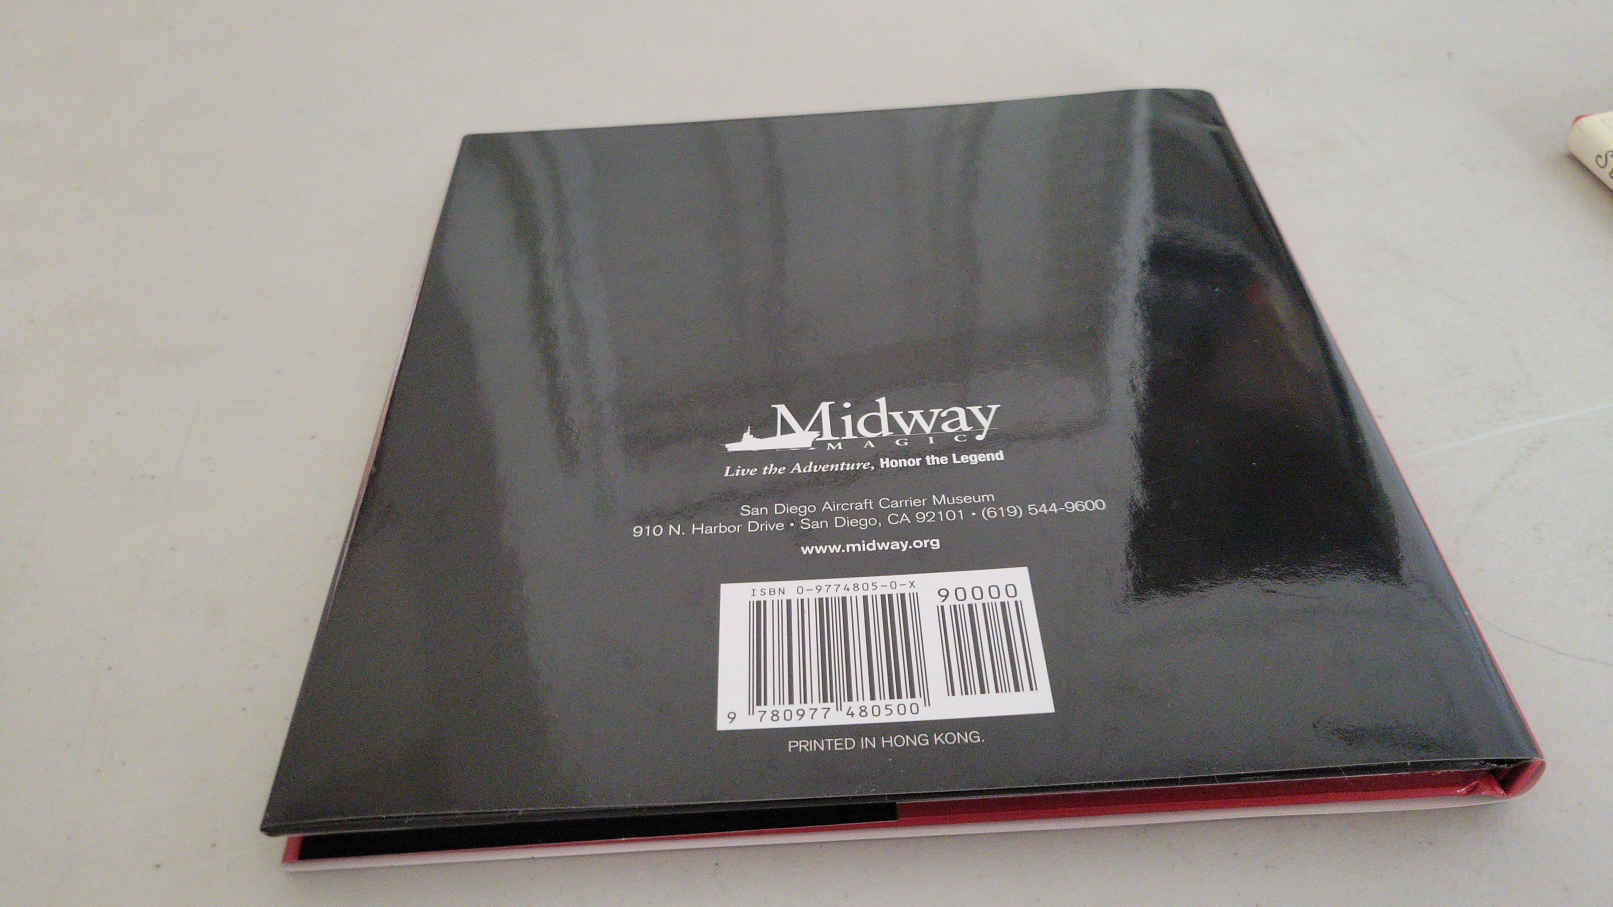 Midway
MAGIC
Live the Adventure, Honor the Legend
San Diego Aircraft Carrier Museum
910 N. Harbor Drive • San Diego, CA 92101 • (619) 544-9600
www.midway.org
ISBN 0-9774805-0-X
90000
9 780977 480500
PRINTED IN HONG KONG.